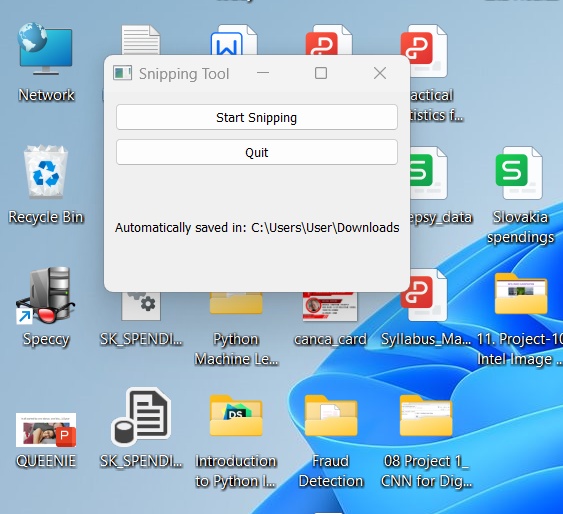 Snipping Tool
Start Snipping
Quit
Automatically saved in: C:\Users\User\Downloads
Network
actical
tistics f...
Recycle Bin
epsy_data
Slovakia
spendings
Speccy
SK_SPENDI...
Python
Machine Le...
canca_card
Syllabus_Ma...
11. Project-10
Intel-Image ...
QUEENIE
SK_SPENDI...
Introduction
to Python I...
Fraud
Detection
08 Project 1_
CNN for Dig...